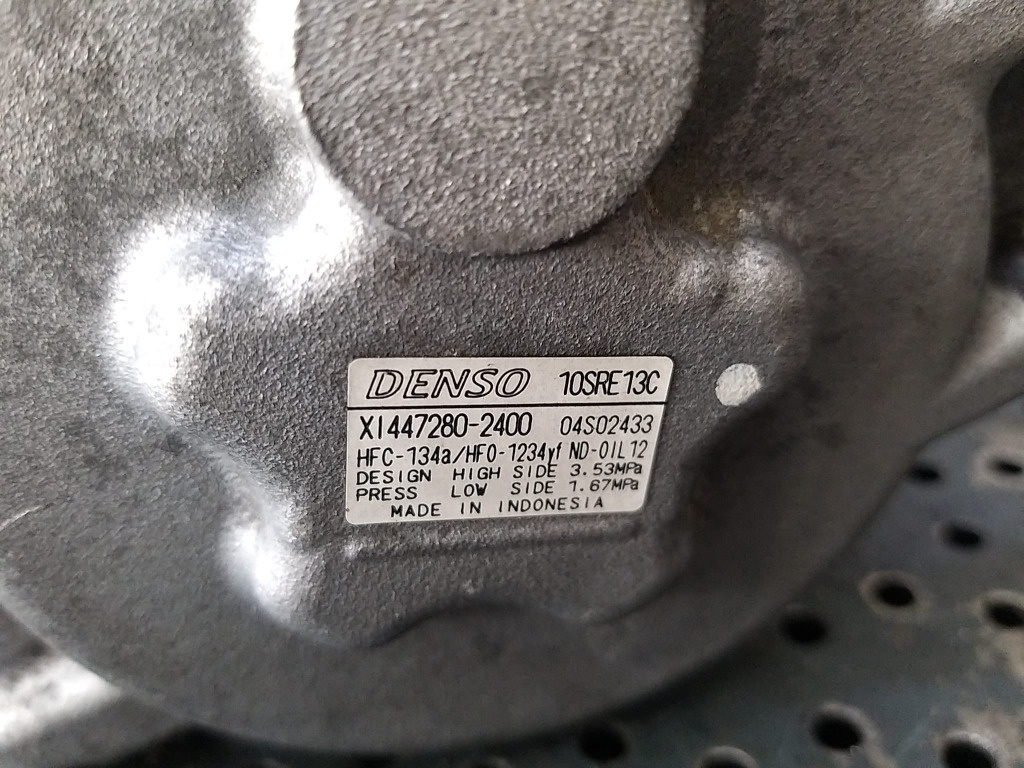 DENSO 10SRE13C
XI447280-2400 04S02433
HFC-134a/HFO-1234yf ND-OIL12
DESIGN HIGH SIDE 3.53MPa
PRESS LOW SIDE 1.67MPa
MADE IN INDONESIA